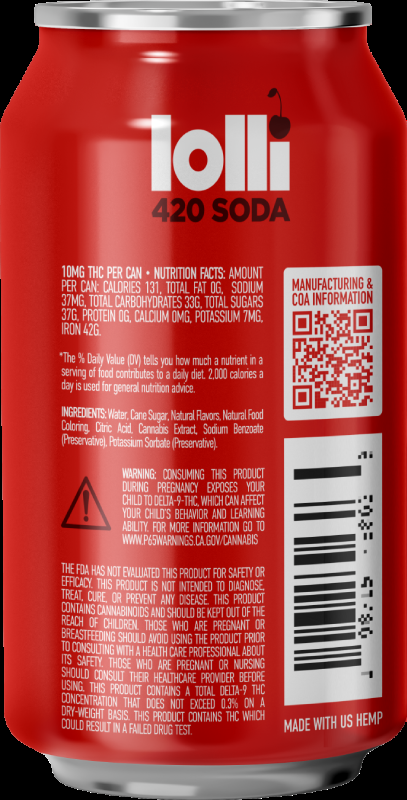 lolli
420 SODA
10MG THC PER CAN • NUTRITION FACTS: AMOUNT
PER CAN: CALORIES 131, TOTAL FAT 0G, SODIUM
37MG, TOTAL CARBOHYDRATES 33G, TOTAL SUGARS
37G, PROTEIN 0G, CALCIUM 0MG, POTASSIUM 7MG,
IRON 42G.
*The % Daily Value (DV) tells you how much a nutrient in a
serving of food contributes to a daily diet. 2,000 calories a
day is used for general nutrition advice.
INGREDIENTS: Water, Cane Sugar, Natural Flavors, Natural Food
Coloring, Citric Acid, Cannabis Extract, Sodium Benzoate
(Preservative), Potassium Sorbate (Preservative).
WARNING: CONSUMING THIS PRODUCT
DURING PREGNANCY EXPOSES YOUR
CHILD TO DELTA-9-THC, WHICH CAN AFFECT
YOUR CHILD'S BEHAVIOR AND LEARNING
ABILITY. FOR MORE INFORMATION GO TO
WWW.P65WARNINGS.CA.GOV/CANNABIS
THE FDA HAS NOT EVALUATED THIS PRODUCT FOR SAFETY OR
EFFICACY. THIS PRODUCT IS NOT INTENDED TO DIAGNOSE,
TREAT, CURE, OR PREVENT ANY DISEASE. THIS PRODUCT
CONTAINS CANNABINOIDS AND SHOULD BE KEPT OUT OF THE
REACH OF CHILDREN. THOSE WHO ARE PREGNANT OR
BREASTFEEDING SHOULD AVOID USING THE PRODUCT PRIOR
TO CONSULTING WITH A HEALTH CARE PROFESSIONAL ABOUT
ITS SAFETY. THOSE WHO ARE PREGNANT OR NURSING
SHOULD CONSULT THEIR HEALTHCARE PROVIDER BEFORE
USING. THIS PRODUCT CONTAINS A TOTAL DELTA-9 THC
CONCENTRATION THAT DOES NOT EXCEED 0.3% ON A
DRY-WEIGHT BASIS. THIS PRODUCT CONTAINS THC WHICH
COULD RESULT IN A FAILED DRUG TEST.
MANUFACTURING &
COA INFORMATION
MADE WITH US HEMP